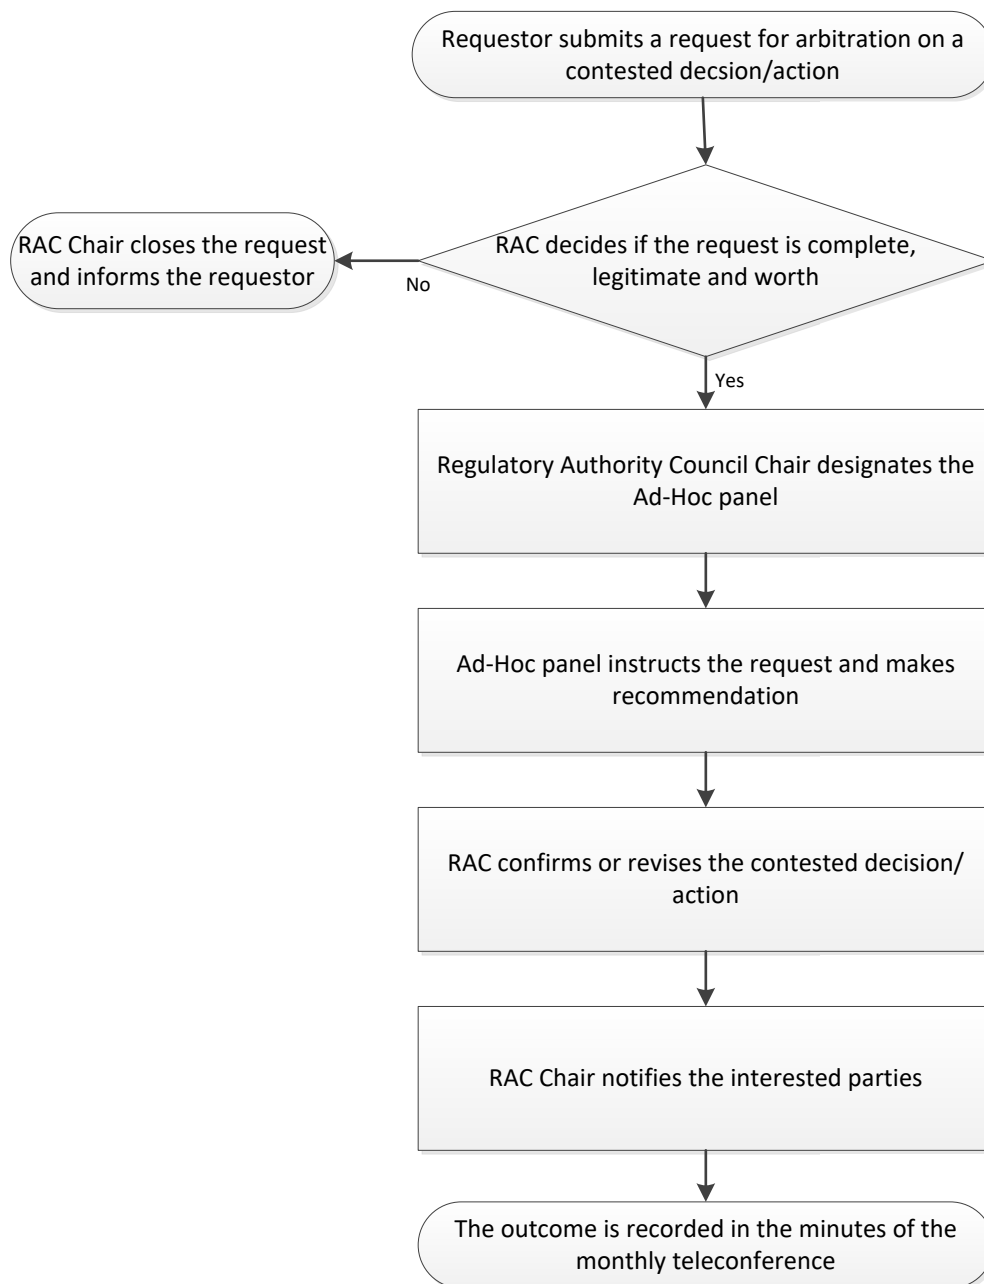 Requestor submits a request for arbitration on a
contested decsion/action
RAC Chair closes the request
and informs the requestor
No
RAC decides if the request is complete,
legitimate and worth
Yes
Regulatory Authority Council Chair designates the
Ad-Hoc panel
Ad-Hoc panel instructs the request and makes
recommendation
RAC confirms or revises the contested decision/
action
RAC Chair notifies the interested parties
The outcome is recorded in the minutes of the
monthly teleconference